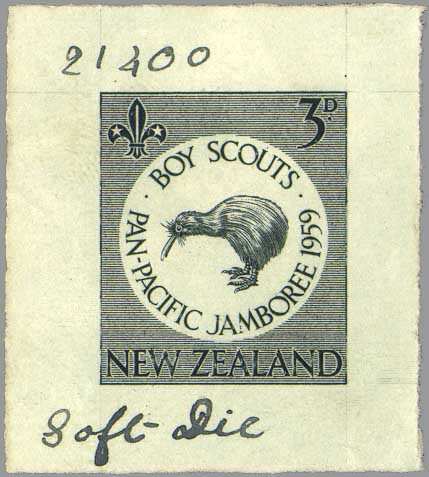 21400
3D.
· BOY SCOUTS ·
PAN-PACIFIC JAMBOREE 1959
NEW ZEALAND
Soft Die